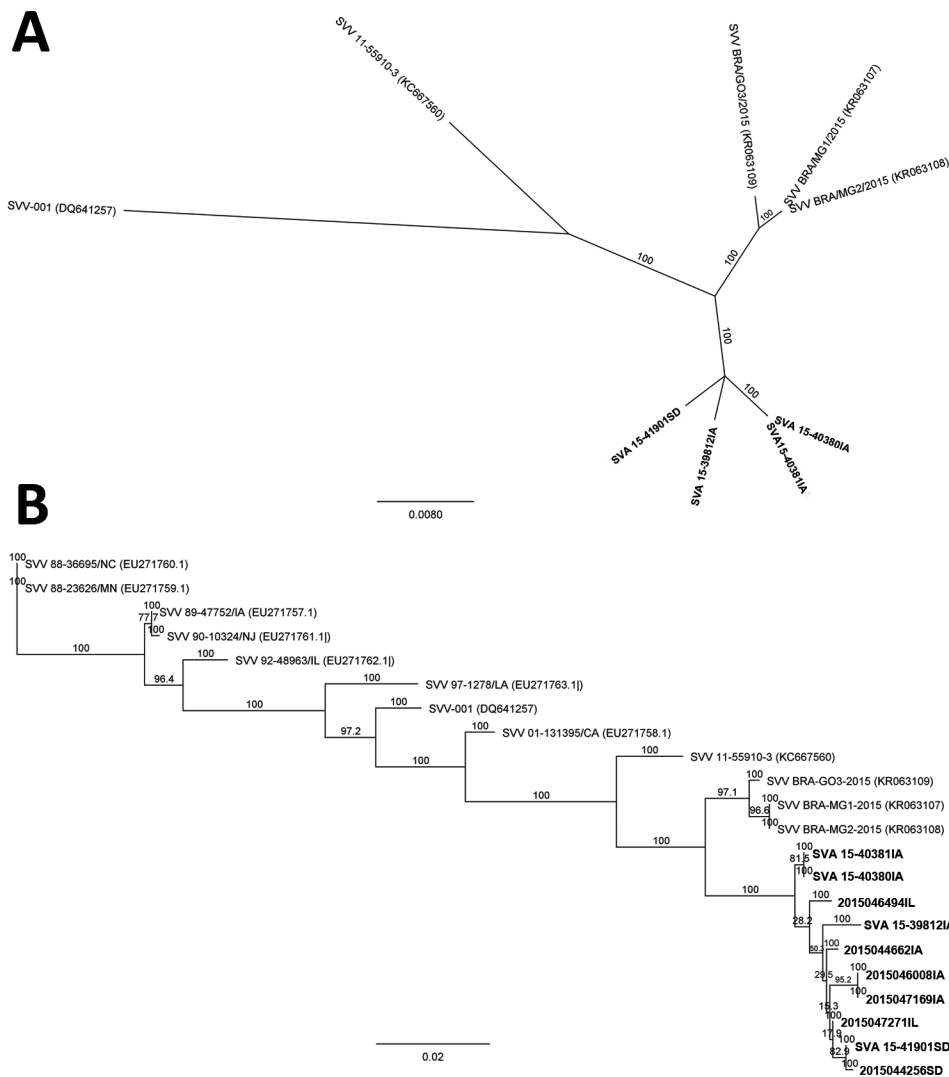 A
SVV 11-55910-3 (KC667560)
SVV BRA/GO3/2015 (KR063109)
SVV BRA/MG1/2015 (KR063107)
SVV BRA/MG2/2015 (KR063108)
SVV-001 (DQ641257)
100
100
100
100
100
SVA 15-41901SD
SVA 15-39812IA
SVA15-40381IA
SVA 15-40380IA
0.0080
B
100
SVV 88-36695/NC (EU271760.1)
100
SVV 88-23626/MN (EU271759.1)
100
SVV 89-47752/IA (EU271757.1)
77.7
100
SVV 90-10324/NJ (EU271761.1|)
100
100
SVV 92-48963/IL (EU271762.1|)
96.4
100
SVV 97-1278/LA (EU271763.1|)
100
100
SVV-001 (DQ641257)
97.2
100
SVV 01-131395/CA (EU271758.1)
100
100
SVV 11-55910-3 (KC667560)
100
100
SVV BRA-GO3-2015 (KR063109)
97.1
100
SVV BRA-MG1-2015 (KR063107)
96.6
100
SVV BRA-MG2-2015 (KR063108)
100
100
SVA 15-40381IA
81.5
100
SVA 15-40380IA
100
100
2015046494IL
28.2
100
SVA 15-39812IA
50.3
100
2015044662IA
29.5
100
2015046008IA
95.2
100
2015047169IA
15.3
100
2015047271IL
17.9
100
SVA 15-41901SD
82.9
100
2015044256SD
0.02